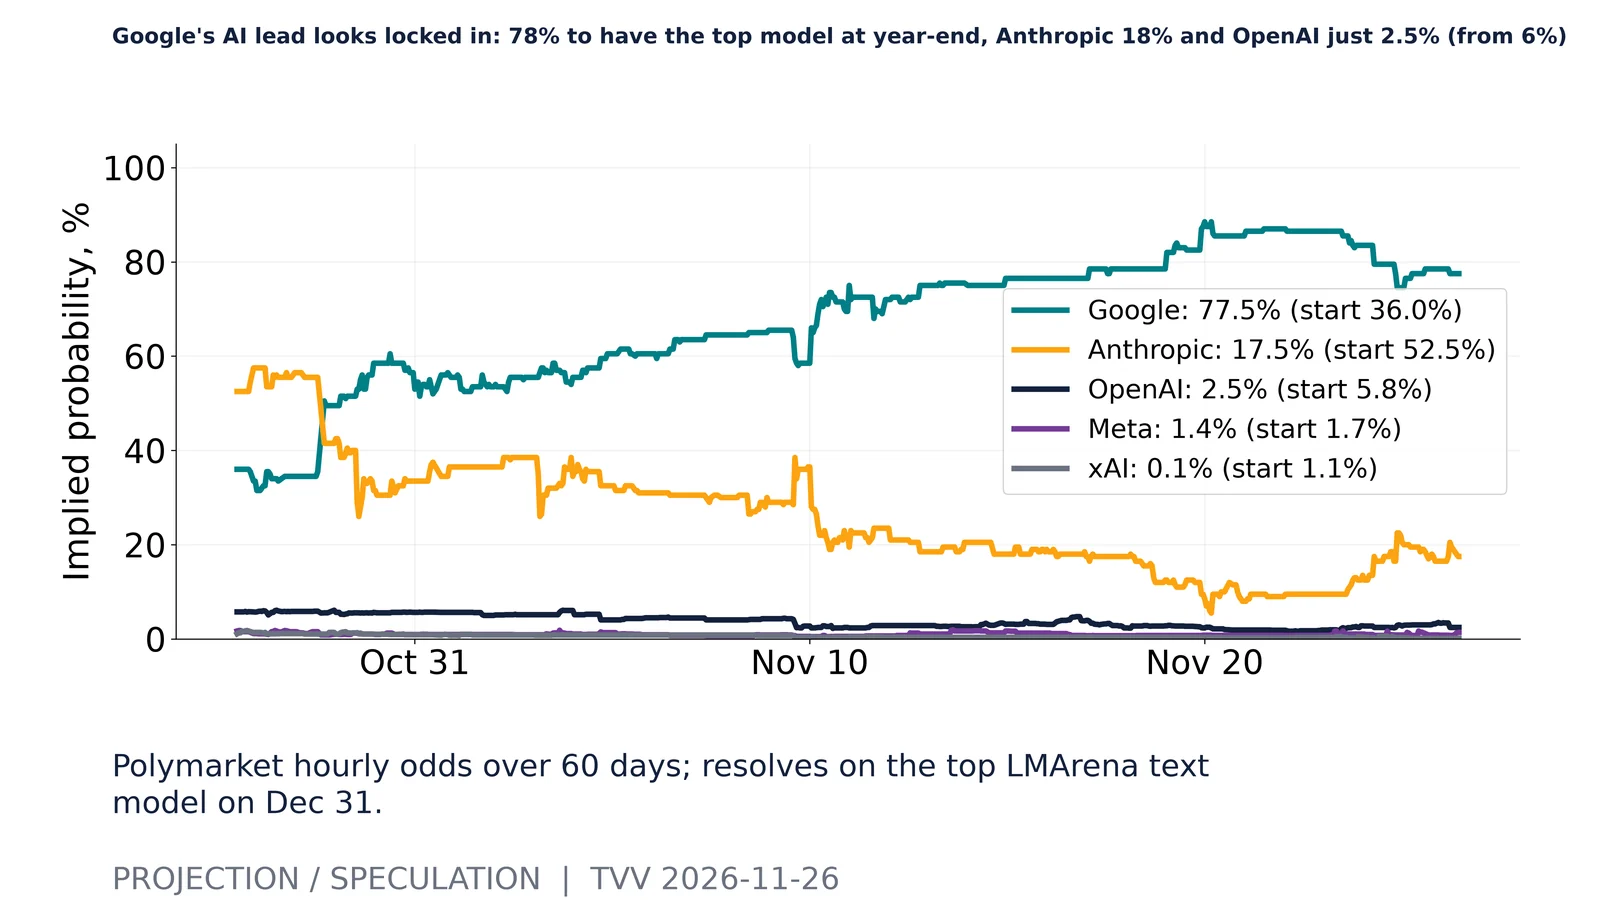 Google's AI lead looks locked in: 78% to have the top model at year-end, Anthropic 18% and OpenAI just 2.5% (from 6%)
Implied probability, %
100
80
60
40
20
0
Oct 31
Nov 10
Nov 20
Google: 77.5% (start 36.0%)
Anthropic: 17.5% (start 52.5%)
OpenAI: 2.5% (start 5.8%)
Meta: 1.4% (start 1.7%)
xAI: 0.1% (start 1.1%)
Polymarket hourly odds over 60 days; resolves on the top LMArena text
model on Dec 31.
PROJECTION / SPECULATION | TVV 2026-11-26